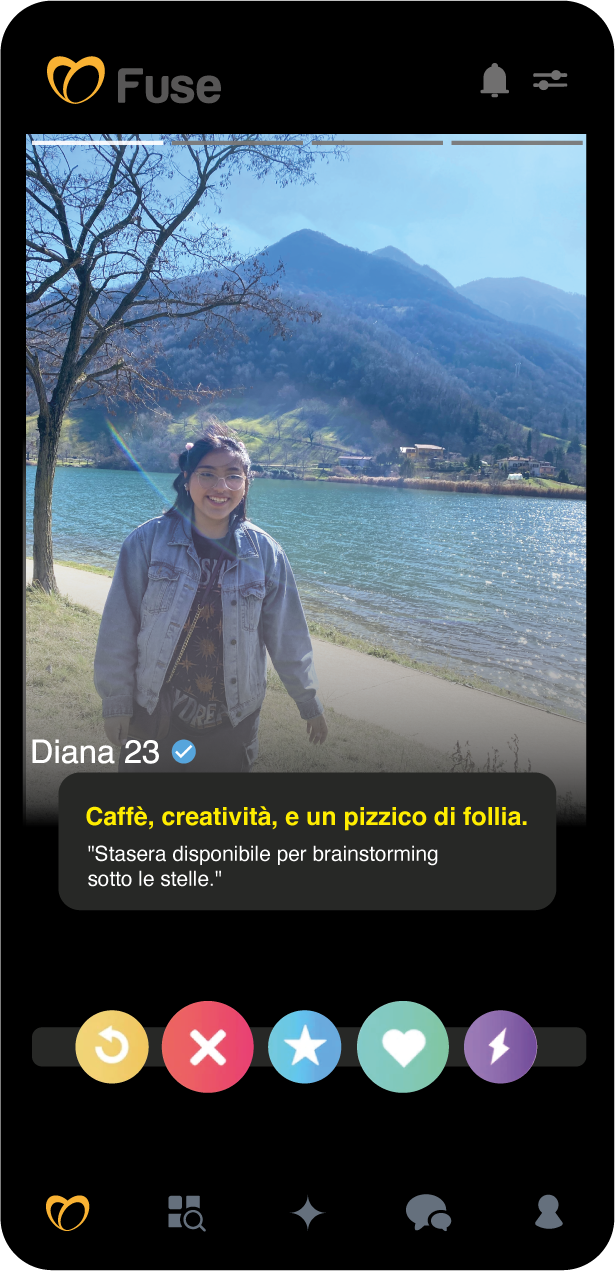 Fuse
Diana 23
Caffè, creatività, e un pizzico di follia.
"Stasera disponibile per brainstorming
sotto le stelle."